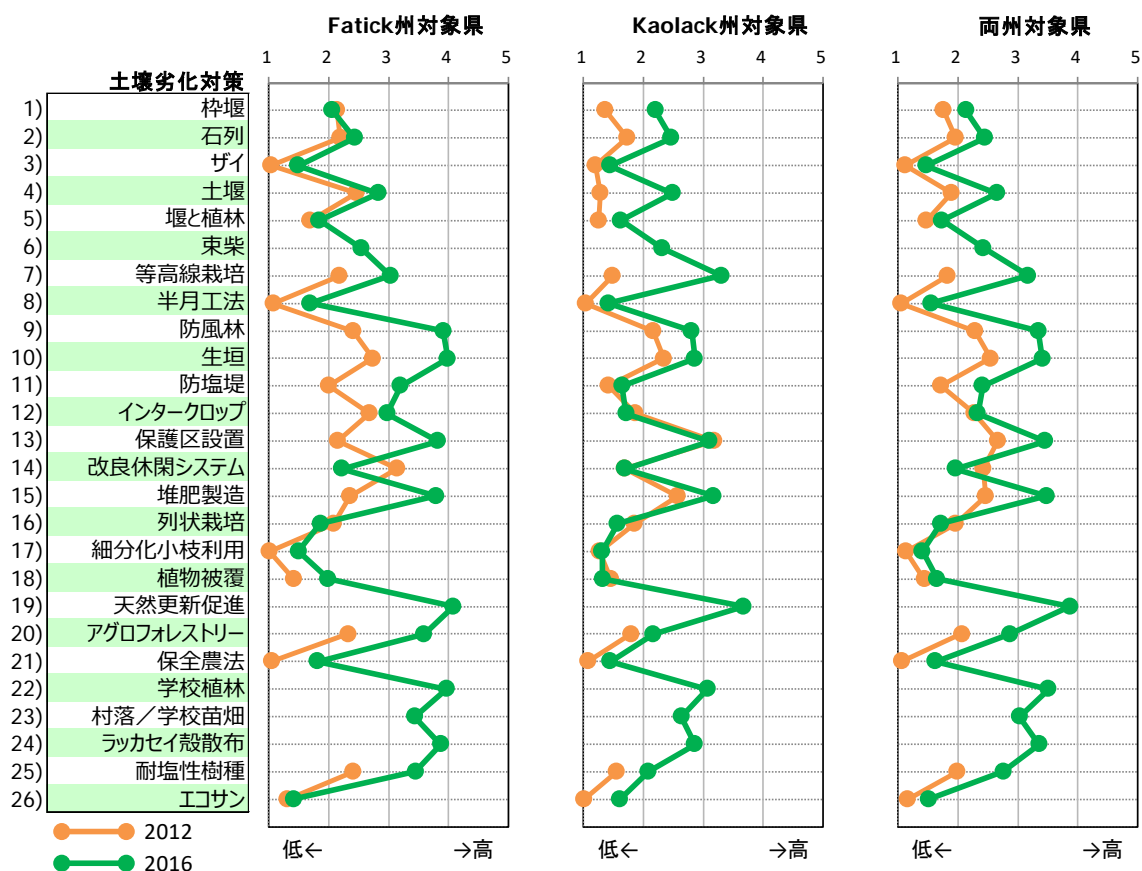 Fatick州対象県 Kaolack州対象県 両州対象県
1 2 3 4 5 1 2 3 4 5 1 2 3 4 5
土壌劣化対策
1) 枠堰
2) 石列
3) ザイ
4) 土堰
5) 堰と植林
6) 束柴
7) 等高線栽培
8) 半月工法
9) 防風林
10) 生垣
11) 防塩堤
12) インタークロップ
13) 保護区設置
14) 改良休閑システム
15) 堆肥製造
16) 列状栽培
17) 細分化小枝利用
18) 植物被覆
19) 天然更新促進
20) アグロフォレストリー
21) 保全農法
22) 学校植林
23) 村落／学校苗畑
24) ラッカセイ殻散布
25) 耐塩性樹種
26) エコサン
2012
2016
低← →高 低← →高 低← →高